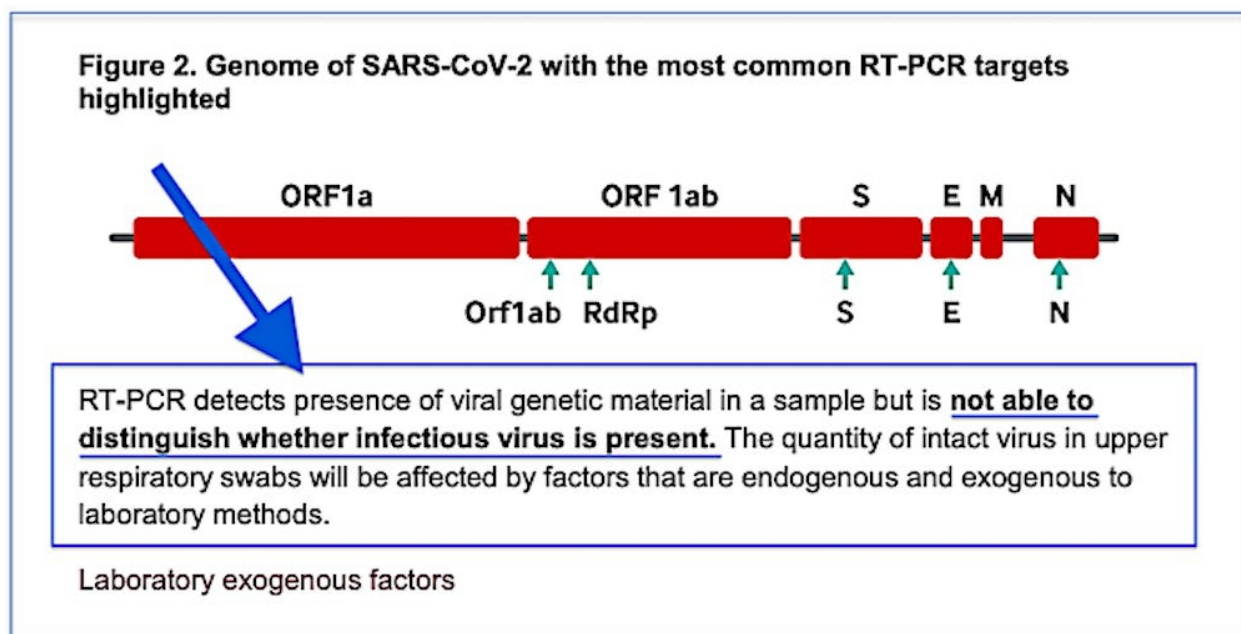 Figure 2. Genome of SARS-CoV-2 with the most common RT-PCR targets
highlighted
ORF1a ORF 1ab S E M N
Orf1ab RdRp S E N
RT-PCR detects presence of viral genetic material in a sample but is not able to
distinguish whether infectious virus is present. The quantity of intact virus in upper
respiratory swabs will be affected by factors that are endogenous and exogenous to
laboratory methods.
Laboratory exogenous factors